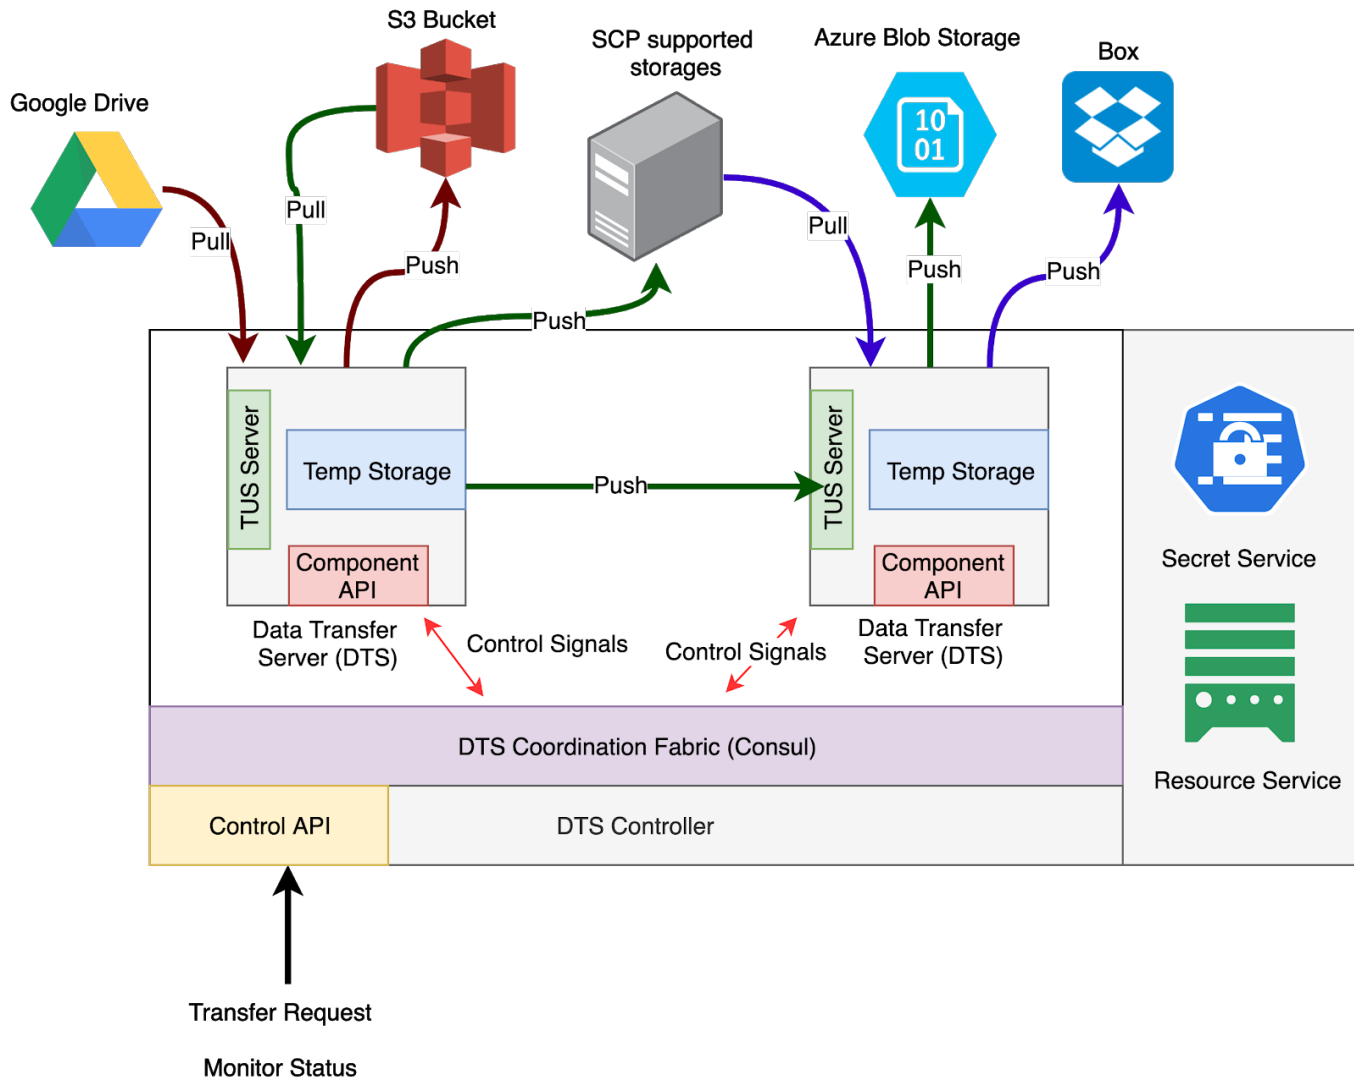 S3 Bucket
SCP supported
storages
Azure Blob Storage
Box
Google Drive
10
01
Pull
Pull
Push
Pull
Push
Push
Push
TUS Server
Temp Storage
Component
API
Data Transfer
Server (DTS)
Push
TUS Server
Temp Storage
Component
API
Data Transfer
Server (DTS)
Control Signals
Control Signals
Secret Service
Resource Service
DTS Coordination Fabric (Consul)
Control API
DTS Controller
Transfer Request
Monitor Status